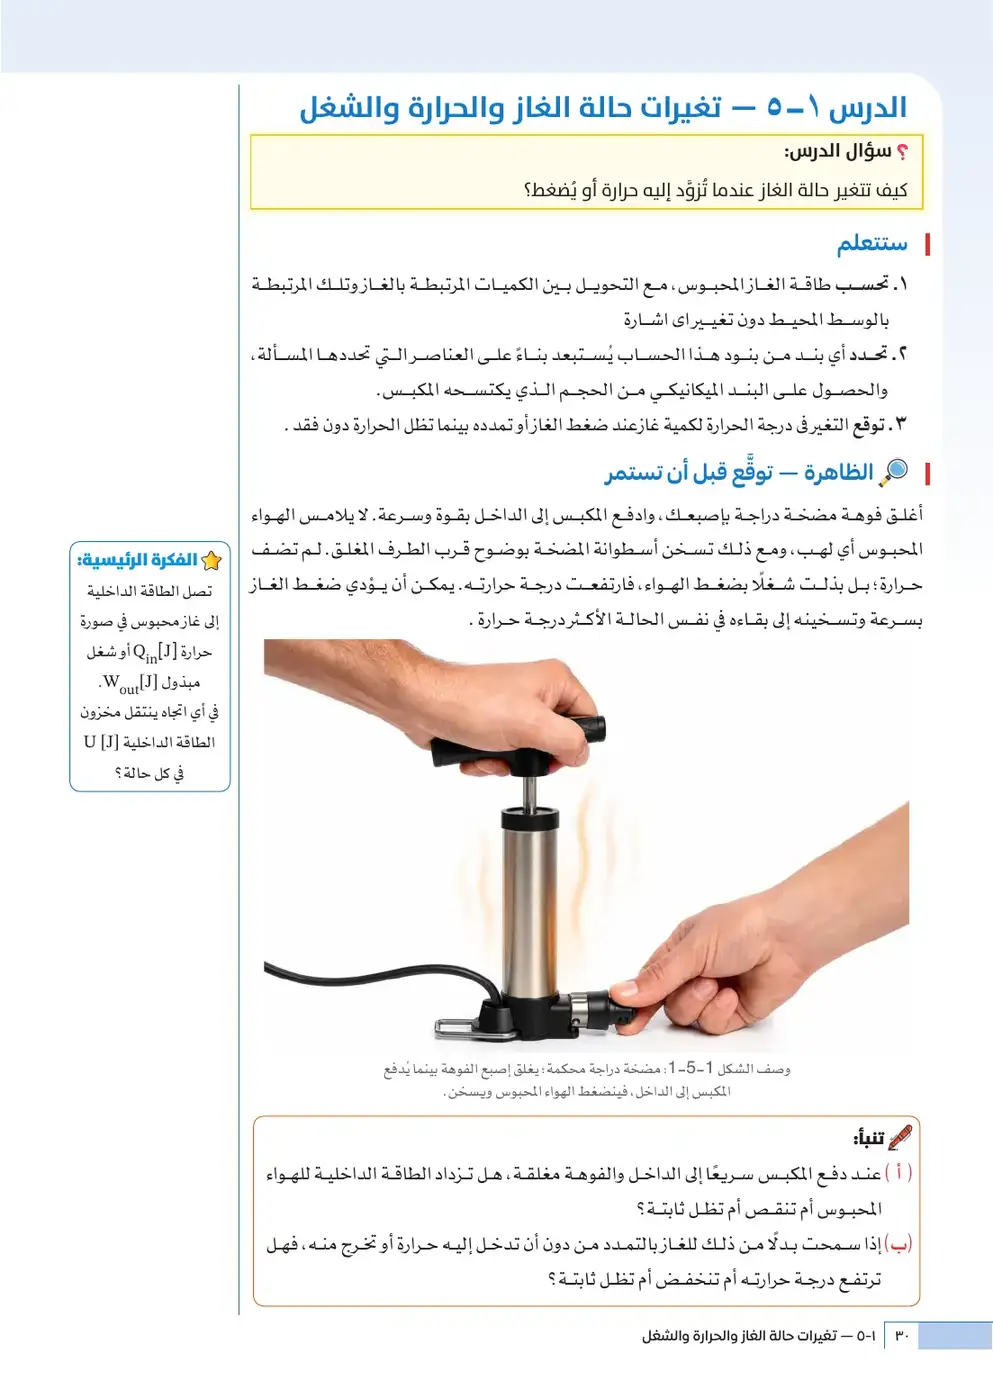 الدرس ١-٥ — تغيرات حالة الغاز والحرارة والشغل
؟ سؤال الدرس:
كيف تتغير حالة الغاز عندما تُزوَّد إليه حرارة أو يُضغط؟
ستتعلم
١. تحسب طاقة الغاز المحبوس، مع التحويل بين الكميات المرتبطة بالغاز وتلك المرتبطة
بالوسط المحيط دون تغيير اى اشارة
٢. تحدد أي بند من بنود هذا الحساب يُستبعد بناءً على العناصر التي تحددها المسألة،
والحصول على البند الميكانيكي من الحجم الذي يكتسحه المكبس.
٣. توقع التغير فى درجة الحرارة لكمية غاز عند ضغط الغاز أو تمدده بينما تظل الحرارة دون فقد .
الظاهرة — توقَّع قبل أن تستمر
أغلق فوهة مضخة دراجة بإصبعك، وادفع المكبس إلى الداخل بقوة وسرعة. لا يلامس الهواء
المحبوس أي لهب، ومع ذلك تسخن أسطوانة المضخة بوضوح قرب الطرف المغلق. لم تضف
حرارة؛ بل بذلت شغلًا بضغط الهواء، فارتفعت درجة حرارته. يمكن أن يؤدي ضغط الغاز
بسرعة وتسخينه إلى بقاءه في نفس الحالة الأكثر درجة حرارة .
الفكرة الرئيسية:
تصل الطاقة الداخلية
إلى غاز محبوس في صورة
حرارة Qin[J] أو شغل
مبذول Wout[J].
في أي اتجاه ينتقل مخزون
الطاقة الداخلية U [J]
في كل حالة؟
وصف الشكل 1-5-1: مضخة دراجة محكمة؛ يغلق إصبع الفوهة بينما يُدفع
المكبس إلى الداخل، فينضغط الهواء المحبوس ويسخن.
تنبأ:
(أ) عند دفع المكبس سريعًا إلى الداخل والفوهة مغلقة، هل تزداد الطاقة الداخلية للهواء
المحبوس أم تنقص أم تظل ثابتة؟
(ب) إذا سمحت بدلًا من ذلك للغاز بالتمدد من دون أن تدخل إليه حرارة أو تخرج منه، فهل
ترتفع درجة حرارته أم تنخفض أم تظل ثابتة؟
٣٠ ١-٥ — تغيرات حالة الغاز والحرارة والشغل